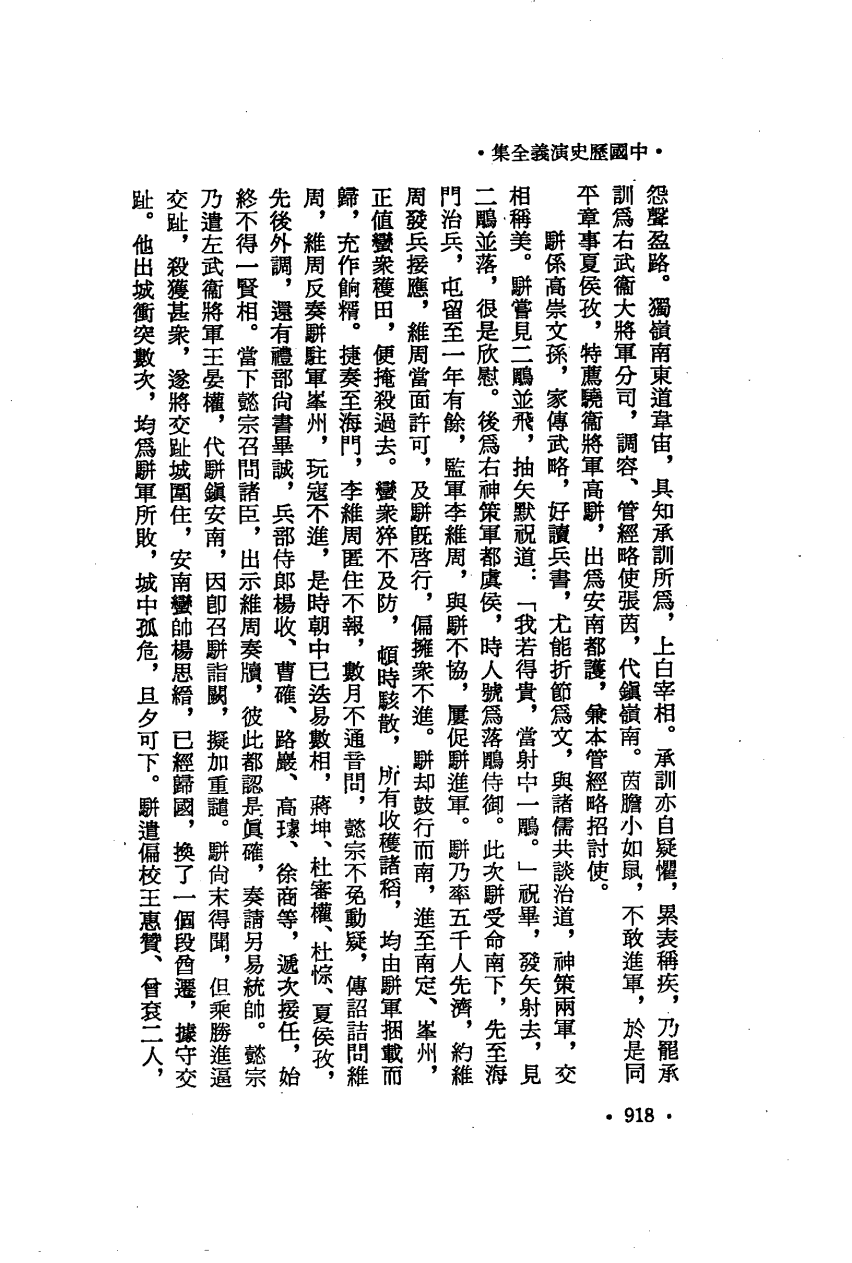 •中國歷史演義全集•
怨聲盈路。獨嶺南東道韋宙，具知承訓所爲，上白宰相。承訓亦自疑懼，累表稱疾，乃罷承
訓爲右武衞大將軍分司，調容、管經略使張茵，代鎭嶺南。茵膽小如鼠，不敢進軍，於是同
平章事夏侯孜，特薦驍衞將軍高駢，出爲安南都護，兼本管經略招討使。
駢係高崇文孫，家傳武略，好讀兵書，尤能折節爲文，與諸儒共談治道，神策兩軍，交
相稱美。駢嘗見二鵰並飛，抽矢默祝道：「我若得貴，當射中一鵰。」祝畢，發矢射去，見
二鵰並落，很是欣慰。後爲右神策軍都虞侯，時人號爲落鵰侍御。此次駢受命南下，先至海
門治兵，屯留至一年有餘，監軍李維周，與駢不協，屢促駢進軍。駢乃率五千人先濟，約維
周發兵接應，維周當面許可，及駢旣啓行，偏擁衆不進。駢却鼓行而南，進至南定、峯州，
正值蠻衆穫田，便掩殺過去。蠻衆猝不及防，頓時駭散，所有收穫諸稻，均由駢軍捆載而
歸，充作餉糈。捷奏至海門，李維周匿住不報，數月不通音問，懿宗不免動疑，傳詔詰問維
周，維周反奏駢駐軍峯州，玩寇不進，是時朝中已迭易數相，蔣坤、杜審權、杜悰、夏侯孜，
先後外調，還有禮部尙書畢諴，兵部侍郎楊收、曹確、路巖、高璩、徐商等，遞次接任，始
終不得一賢相。當下懿宗召問諸臣，出示維周奏牘，彼此都認是眞確，奏請另易統帥。懿宗
乃遣左武衞將軍王晏權，代駢鎭安南，因卽召駢詣闕，擬加重譴。駢尙末得聞，但乘勝進逼
交趾，殺獲甚衆，遂將交趾城圍住，安南蠻帥楊思縉，已經歸國，換了一個段酋遷，據守交
趾。他出城衝突數次，均爲駢軍所敗，城中孤危，旦夕可下。駢遣偏校王惠贊、曾袞二人，
•918•